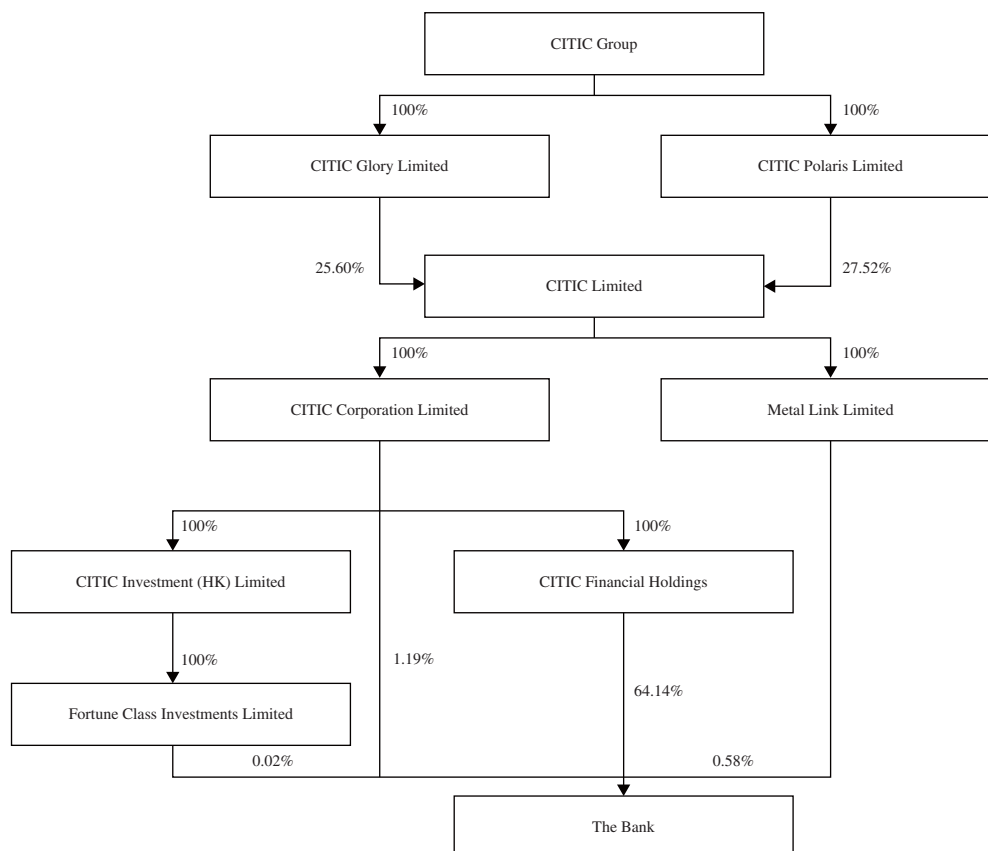 CITIC Group
100%
100%
CITIC Glory Limited
CITIC Polaris Limited
25.60%
27.52%
CITIC Limited
100%
100%
CITIC Corporation Limited
Metal Link Limited
100%
100%
CITIC Investment (HK) Limited
CITIC Financial Holdings
100%
1.19%
64.14%
Fortune Class Investments Limited
0.02%
0.58%
The Bank